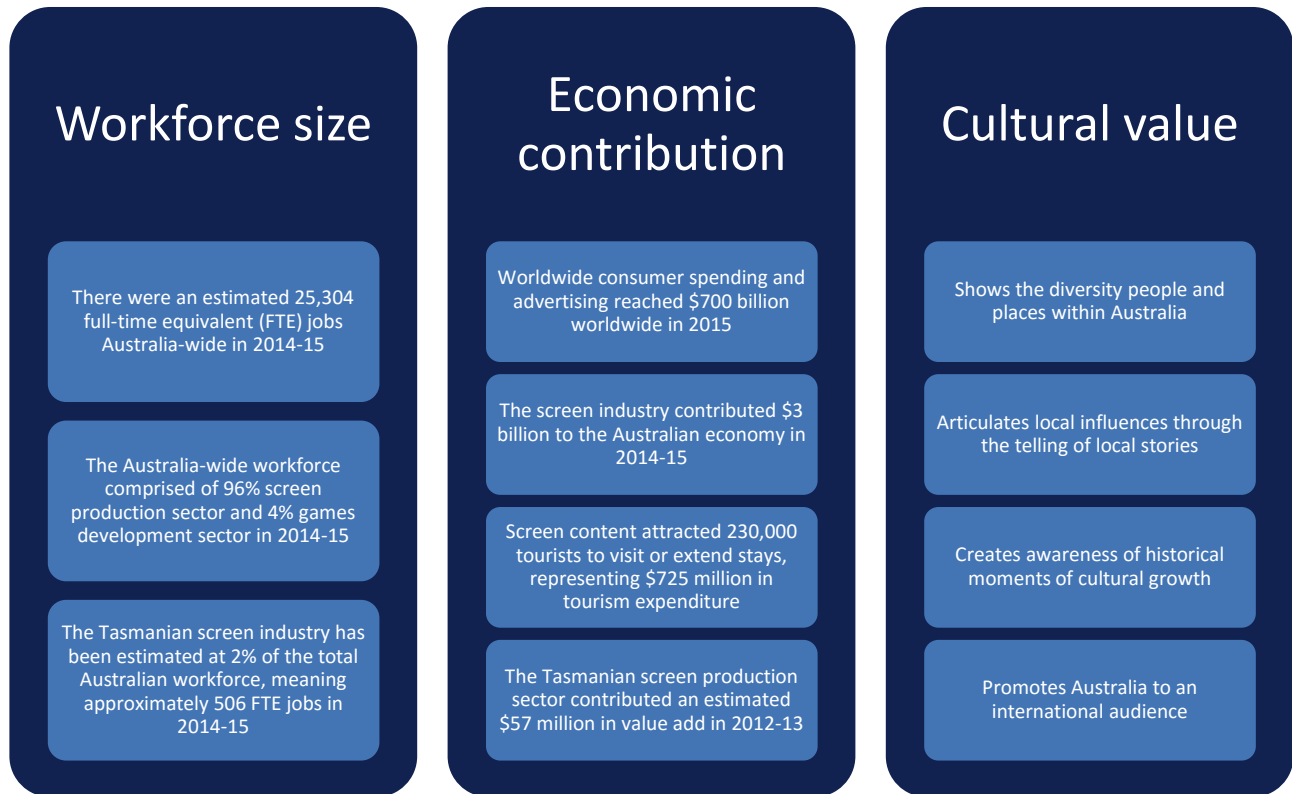 Workforce size
There were an estimated 25,304
full-time equivalent (FTE) jobs
Australia-wide in 2014-15
The Australia-wide workforce
comprised of 96% screen
production sector and 4% games
development sector in 2014-15
The Tasmanian screen industry has
been estimated at 2% of the total
Australian workforce, meaning
approximately 506 FTE jobs in
2014-15
Economic
contribution
Worldwide consumer spending and
advertising reached $700 billion
worldwide in 2015
The screen industry contributed $3
billion to the Australian economy in
2014-15
Screen content attracted 230,000
tourists to visit or extend stays,
representing $725 million in
tourism expenditure
The Tasmanian screen production
sector contributed an estimated
$57 million in value add in 2012-13
Cultural value
Shows the diversity people and
places within Australia
Articulates local influences through
the telling of local stories
Creates awareness of historical
moments of cultural growth
Promotes Australia to an
international audience